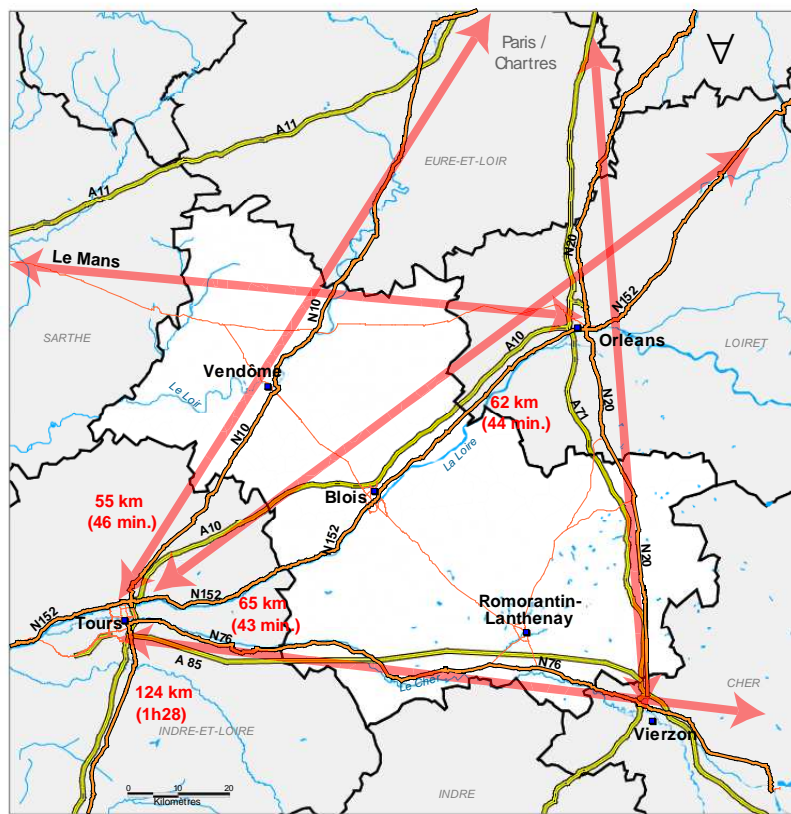 Paris /
Chartres
A11
A11
EURE-ET-LOIR
N20
Le Mans
N152
N10
SARTHE
Orléans
A10
LOIRET
Vendôme
Le Loir
62 km
(44 min.)
A71
N20
N10
La Loire
55 km
(46 min.)
Blois
A10
N152
N20
N152
65 km
(43 min.)
Romorantin-
Lanthenay
N152
Tours
N76
A 85
N76
Le Cher
CHER
124 km
(1h28)
INDRE-ET-LOIRE
Vierzon
0 10 20
Kilomètres
INDRE